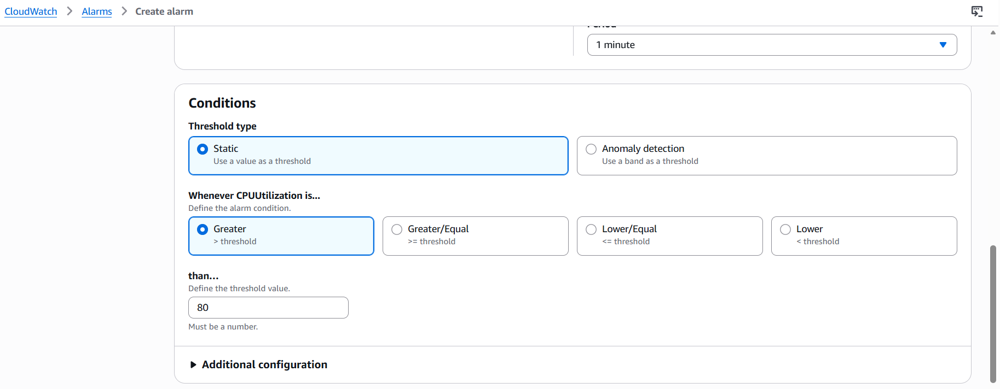 CloudWatch > Alarms > Create alarm
Period
1 minute
Conditions
Threshold type
Static
Use a value as a threshold
Anomaly detection
Use a band as a threshold
Whenever CPUUtilization is...
Define the alarm condition.
Greater
> threshold
Greater/Equal
>= threshold
Lower/Equal
<= threshold
Lower
< threshold
than...
Define the threshold value.
80
Must be a number.
Additional configuration